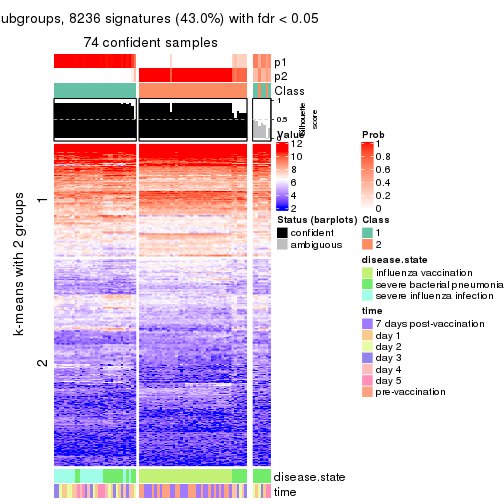 ubgroups, 8236 signatures (43.0%) with fdr < 0.05
74 confident samples
p1
p2
Class
1
0.5
0
Silhouette
score
k-means with 2 groups
1
2
Value
12
10
8
6
4
2
Prob
1
0.8
0.6
0.4
0.2
0
Status (barplots)
confident
ambiguous
Class
1
2
disease.state
influenza vaccination
severe bacterial pneumonia
severe influenza infection
time
7 days post-vaccination
day 1
day 2
day 3
day 4
day 5
pre-vaccination
disease.state
time